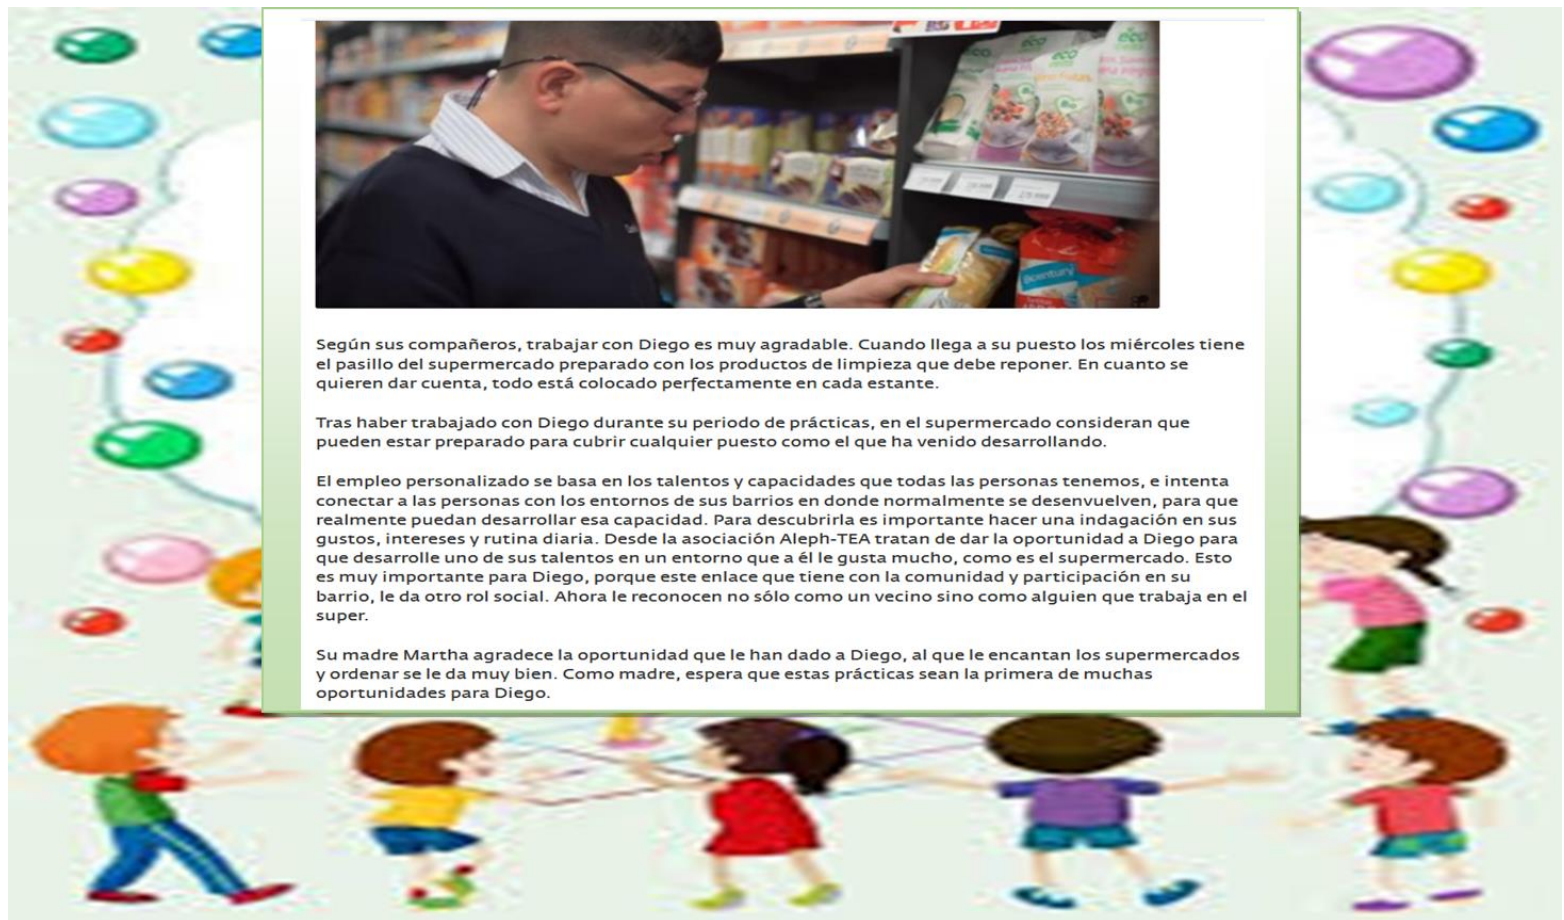 eco
eco
eco
Bicentury
Según sus compañeros, trabajar con Diego es muy agradable. Cuando llega a su puesto los miércoles tiene
el pasillo del supermercado preparado con los productos de limpieza que debe reponer. En cuanto se
quieren dar cuenta, todo está colocado perfectamente en cada estante.
Tras haber trabajado con Diego durante su periodo de prácticas, en el supermercado consideran que
pueden estar preparado para cubrir cualquier puesto como el que ha venido desarrollando.
El empleo personalizado se basa en los talentos y capacidades que todas las personas tenemos, e intenta
conectar a las personas con los entornos de sus barrios en donde normalmente se desenvuelven, para que
realmente puedan desarrollar esa capacidad. Para descubrirla es importante hacer una indagación en sus
gustos, intereses y rutina diaria. Desde la asociación Aleph-TEA tratan de dar la oportunidad a Diego para
que desarrolle uno de sus talentos en un entorno que a él le gusta mucho, como es el supermercado. Esto
es muy importante para Diego, porque este enlace que tiene con la comunidad y participación en su
barrio, le da otro rol social. Ahora le reconocen no sólo como un vecino sino como alguien que trabaja en el
super.
Su madre Martha agradece la oportunidad que le han dado a Diego, al que le encantan los supermercados
y ordenar se le da muy bien. Como madre, espera que estas prácticas sean la primera de muchas
oportunidades para Diego.